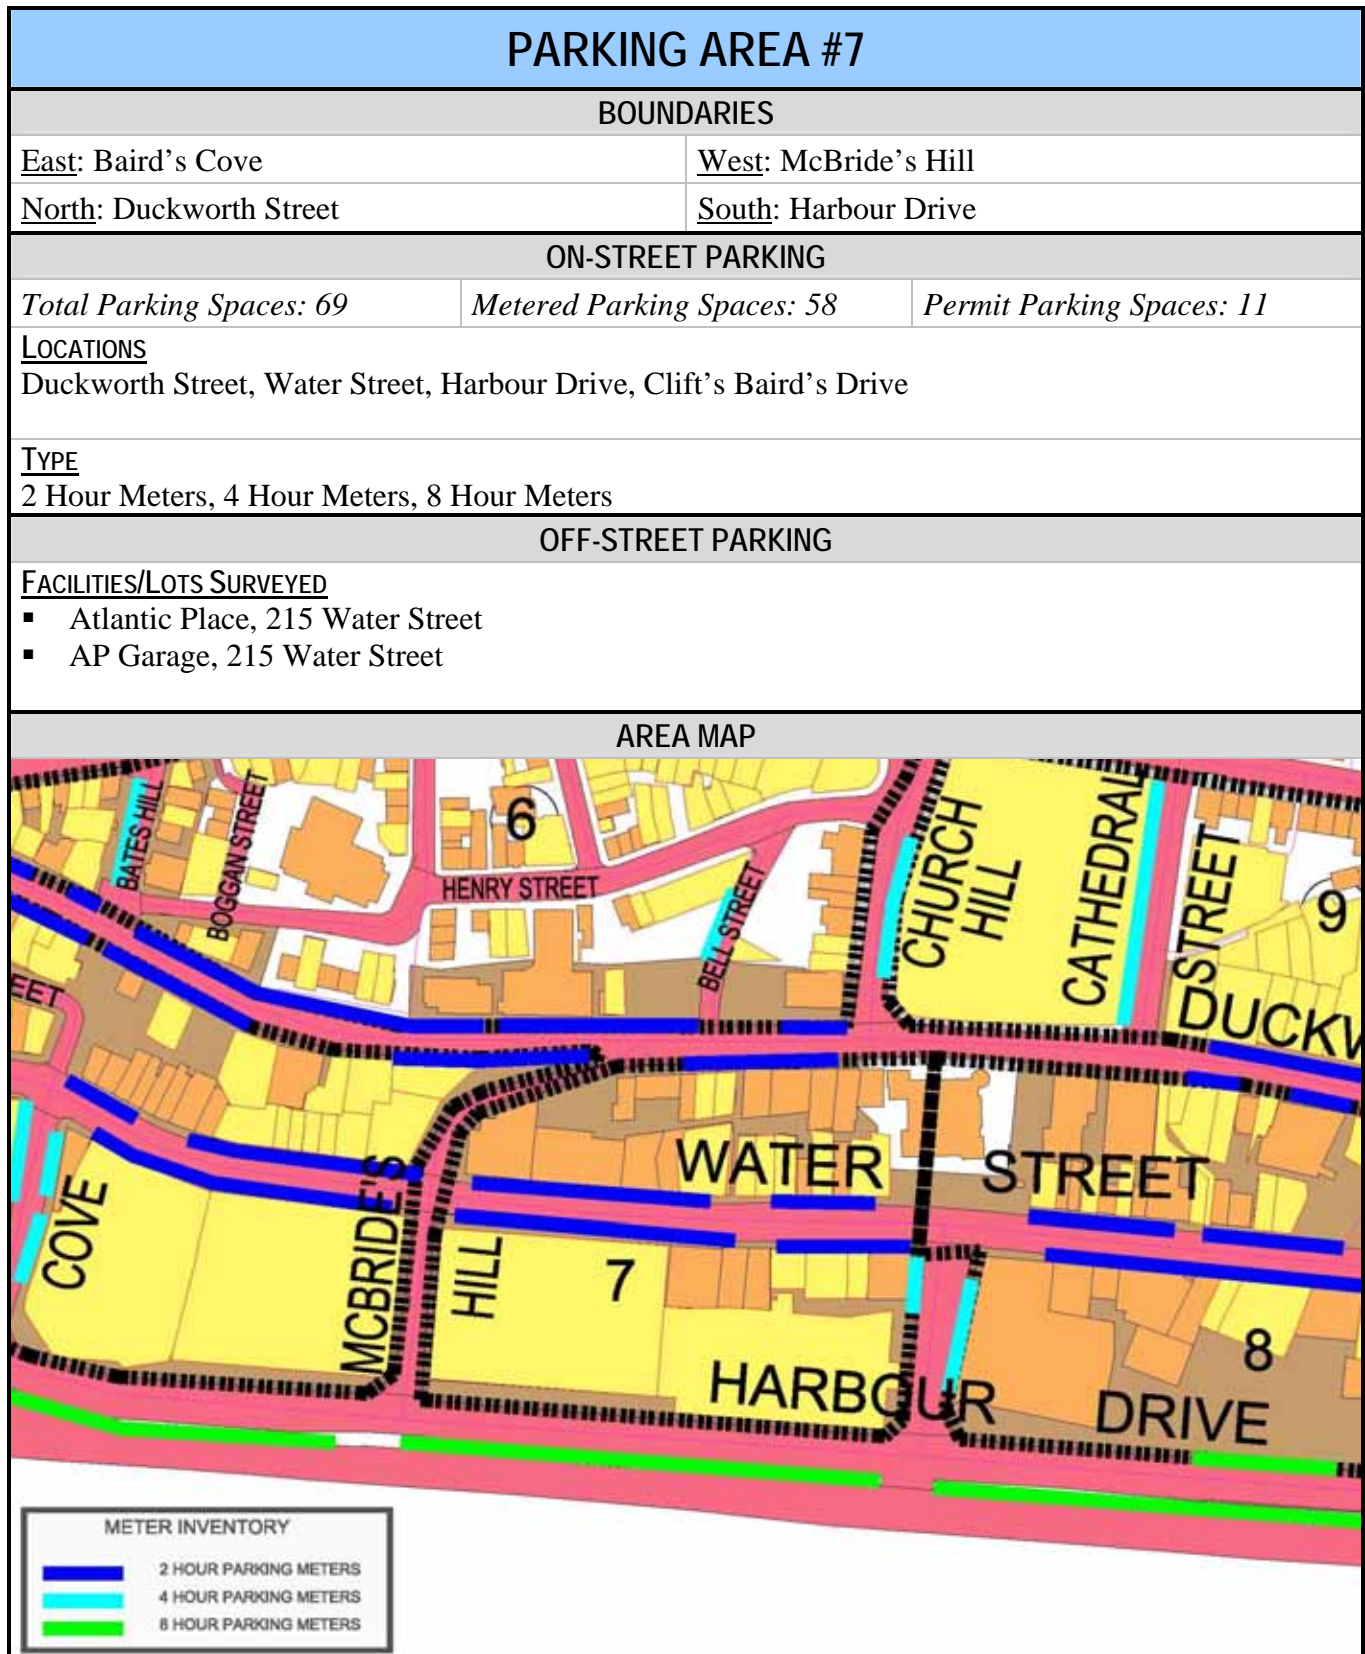 PARKING AREA #7
BOUNDARIES
East: Baird’s Cove
West: McBride’s Hill
North: Duckworth Street
South: Harbour Drive
ON-STREET PARKING
Total Parking Spaces: 69
Metered Parking Spaces: 58
Permit Parking Spaces: 11
LOCATIONS
Duckworth Street, Water Street, Harbour Drive, Clift’s Baird’s Drive
TYPE
2 Hour Meters, 4 Hour Meters, 8 Hour Meters
OFF-STREET PARKING
FACILITIES/LOTS SURVEYED
▪ Atlantic Place, 215 Water Street
▪ AP Garage, 215 Water Street
AREA MAP
BATES HILL
BOGGAN STREET
6
HENRY STREET
BELL STREET
CHURCH
HILL
CATHEDRAL
STREET
9
DUCKW
EET
WATER
STREET
COVE
MCBRIDE'S
HILL
7
8
HARBOUR
DRIVE
METER INVENTORY
2 HOUR PARKING METERS
4 HOUR PARKING METERS
8 HOUR PARKING METERS